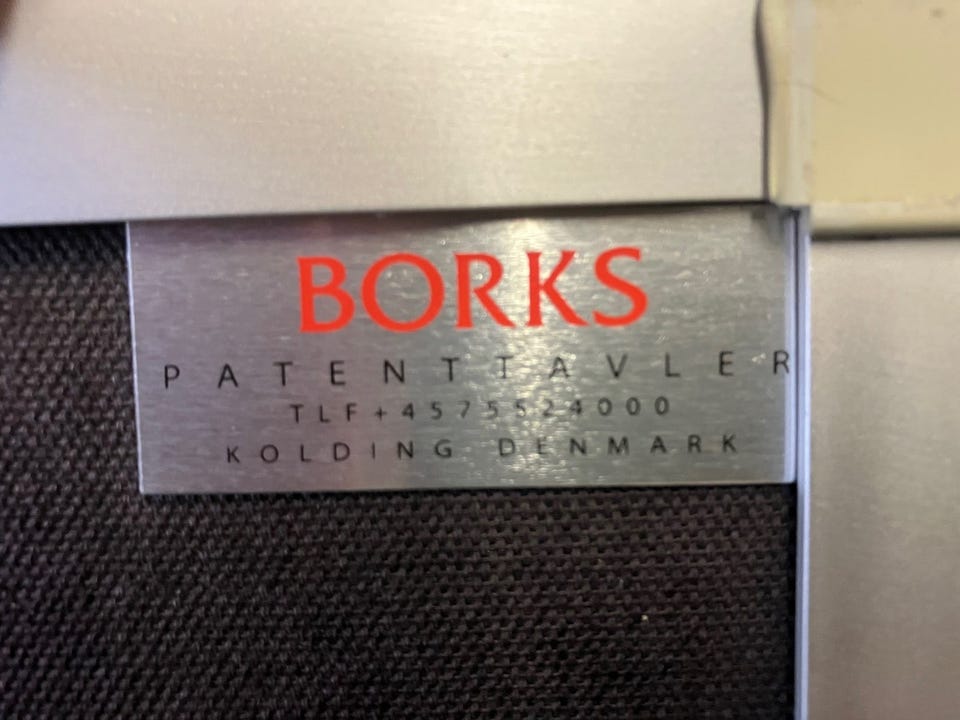 BORKS
PATENTTAVLER
TLF+4575524000
KOLDING DENMARK